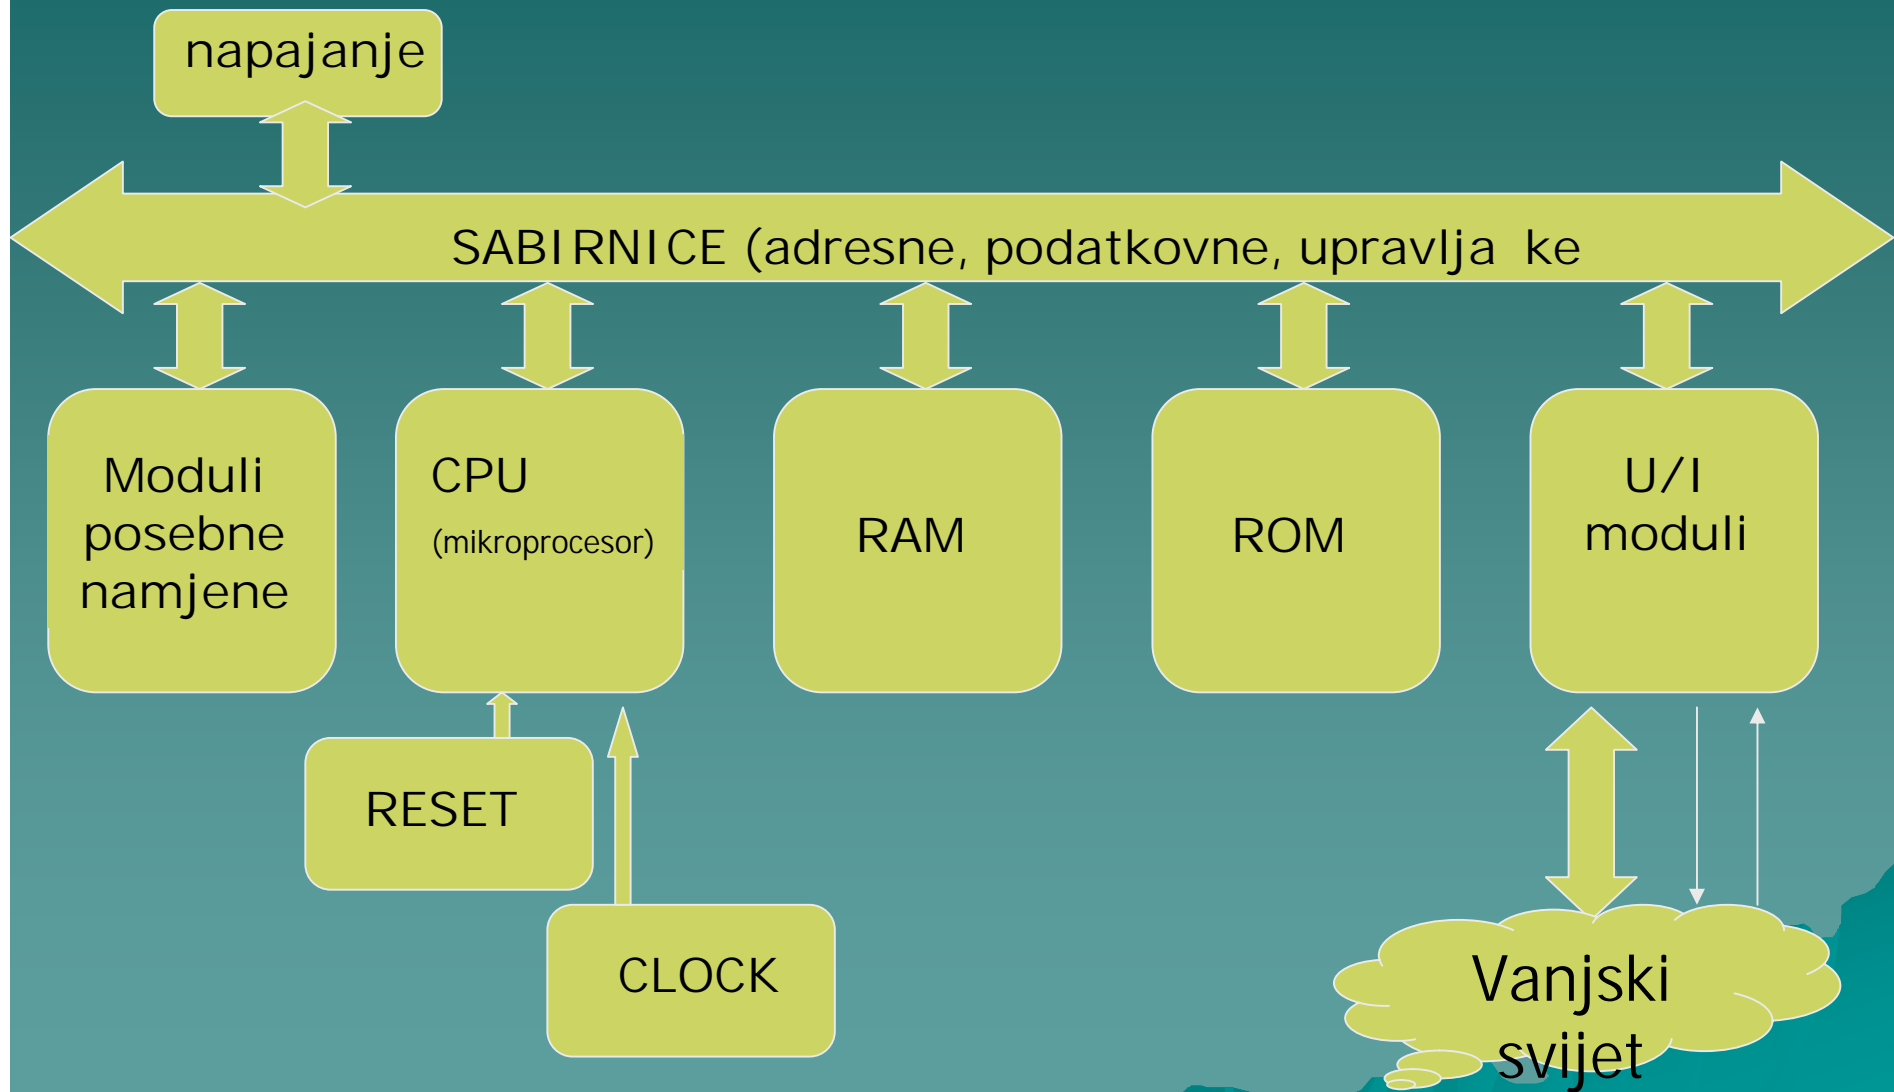 napajanje
SABIRNICE (adresne, podatkovne, upravlja ke
Moduli
posebne
namjene
CPU
(mikroprocesor)
RAM
ROM
U/I
moduli
RESET
CLOCK
Vanjski
svijet